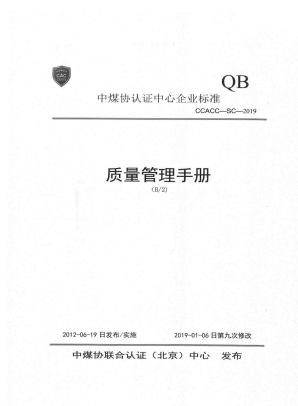 CAC
QB
中煤协认证中心企业标准
CCACC—SC—2019
质量管理手册
(B/2)
2012-06-19 日发布/实施 2019-01-06 日第九次修改
中煤协联合认证（北京）中心 发布